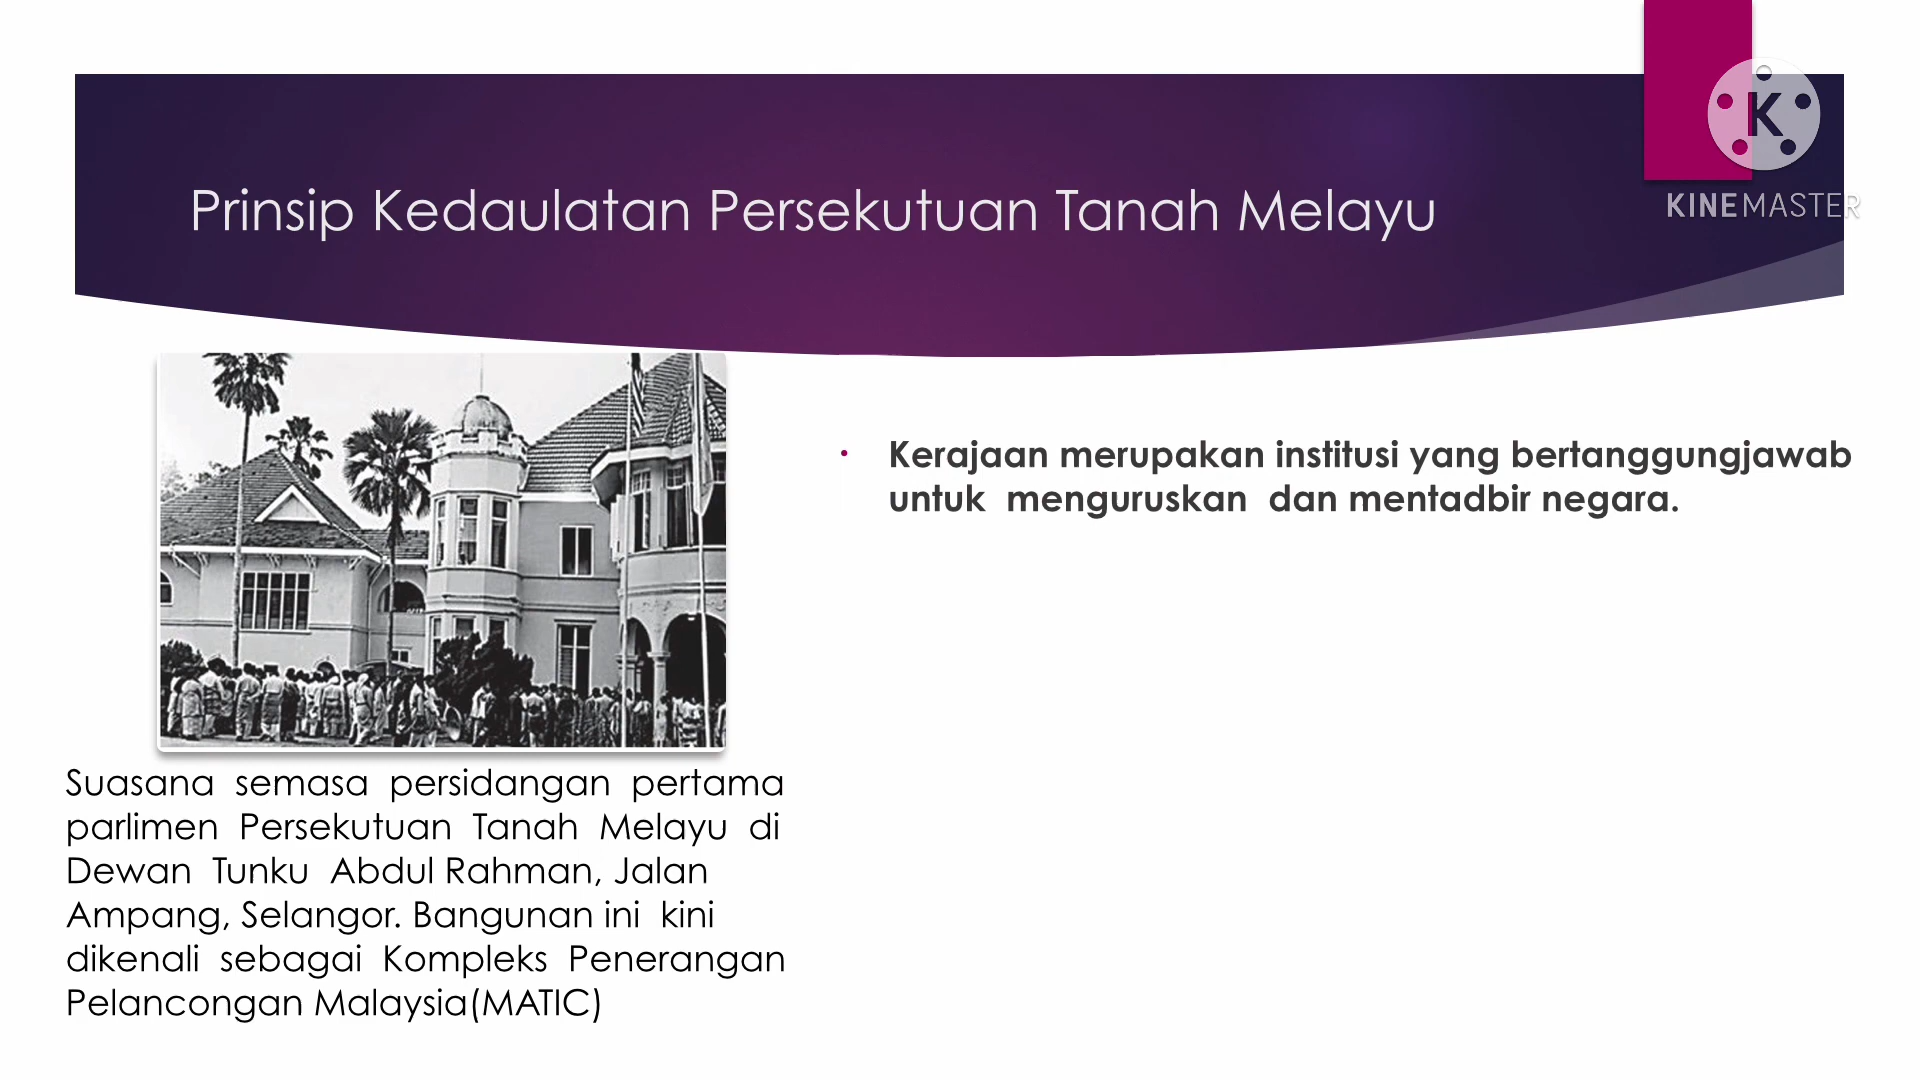 Prinsip Kedaulatan Persekutuan Tanah Melayu
K
KINEMASTER
Kerajaan merupakan institusi yang bertanggungjawab
untuk menguruskan dan mentadbir negara.
Suasana semasa persidangan pertama
parlimen Persekutuan Tanah Melayu di
Dewan Tunku Abdul Rahman, Jalan
Ampang, Selangor. Bangunan ini kini
dikenali sebagai Kompleks Penerangan
Pelancongan Malaysia(MATIC)